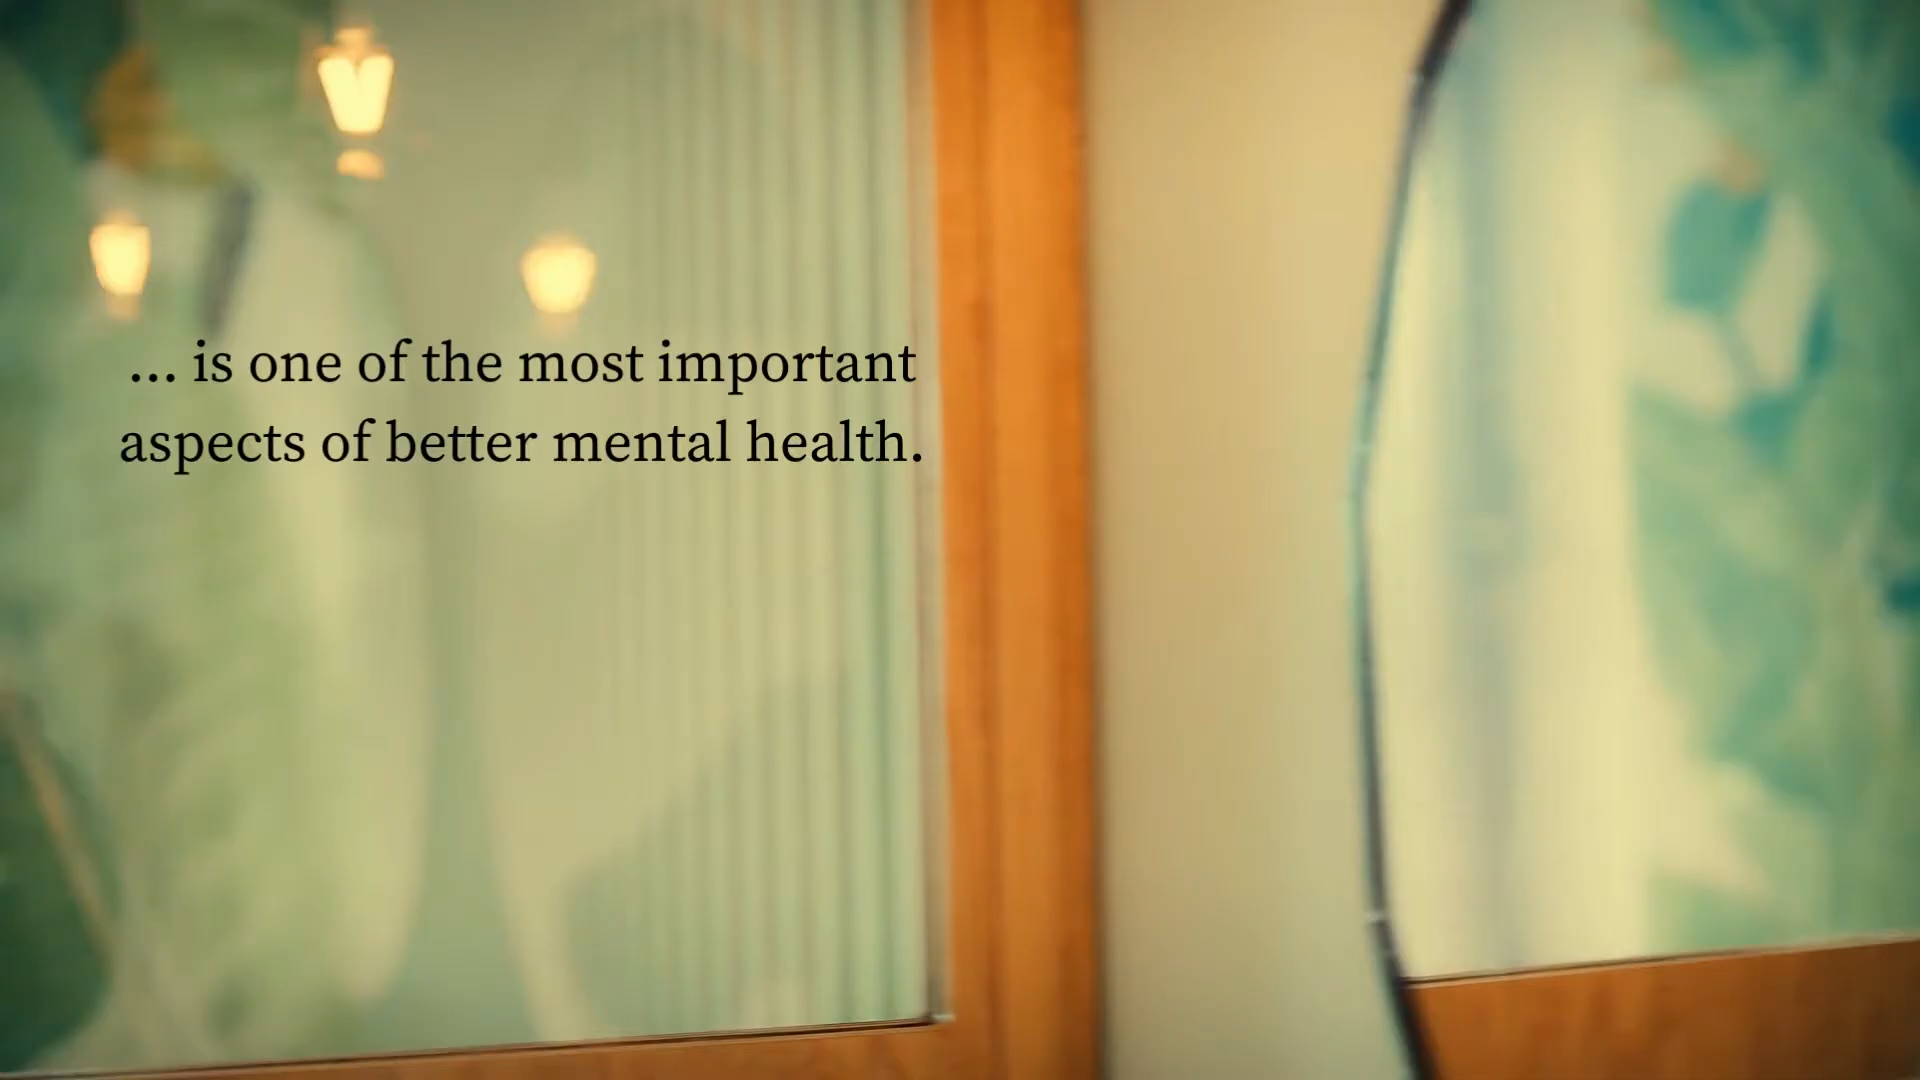 ... is one of the most important
aspects of better mental health.